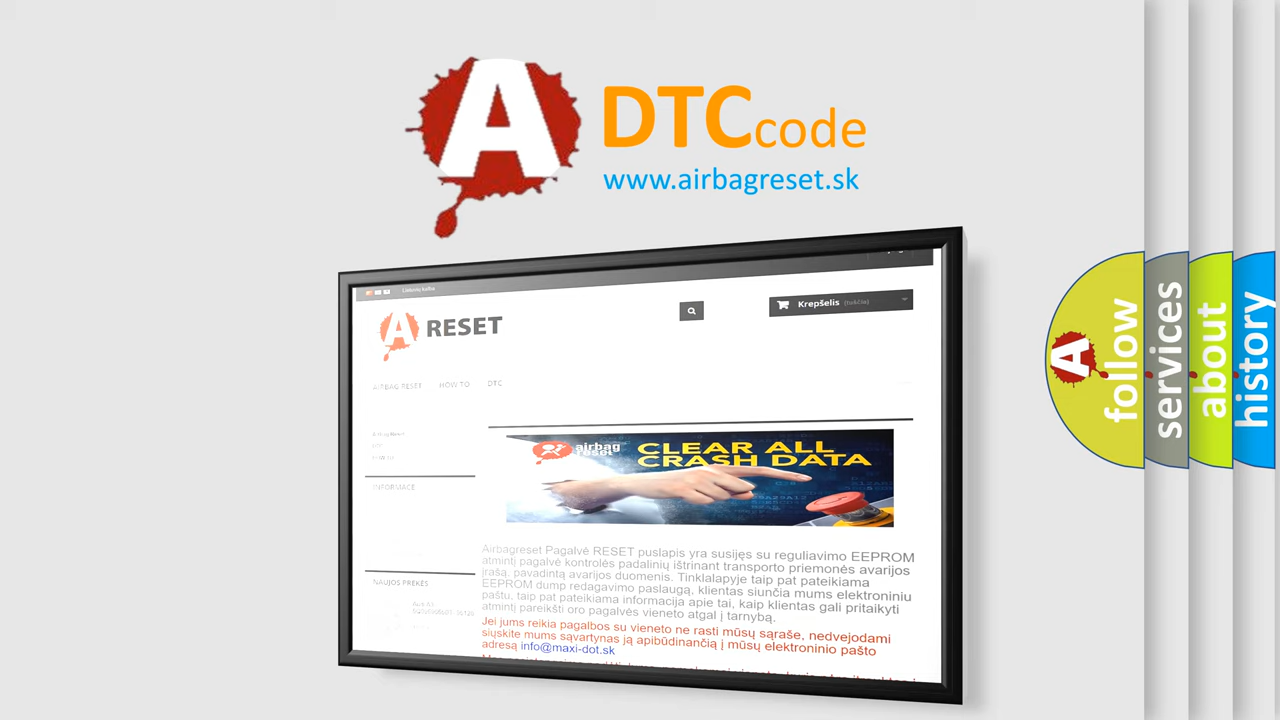 A DTCcode
www.airbagreset.sk
Lietuvių kalba
A RESET
Krepšelis (tuščia)
AIRBAG RESET HOW TO DTC
Airbag Reset
INFORMACE
NAUJOS PREKĖS
airbag
reset
CLEAR ALL
CRASH DATA
Airbagreset Pagalvė RESET puslapis yra susijęs su reguliavimo EEPROM
atmintį pagalvė kontrolės padalinių ištrinant transporto priemonės avarijos
įrašą, pavadintą avarijos duomenis. Tinklalapyje taip pat pateikiama
EEPROM dump redagavimo paslaugą, klientas siunčia mums elektroniniu
paštu, taip pat pateikiama informacija apie tai, kaip klientas gali pritaikyti
atmintį pareikšti oro pagalvės vieneto atgal į tarnybą.
Jei jums reikia pagalbos su vieneto ne rasti mūsų sąraše, nedvejodami
siųskite mums sąvartynas ją apibūdinančią į mūsų elektroninio pašto
adresą info@maxi-dot.sk
A follow
services
about
history